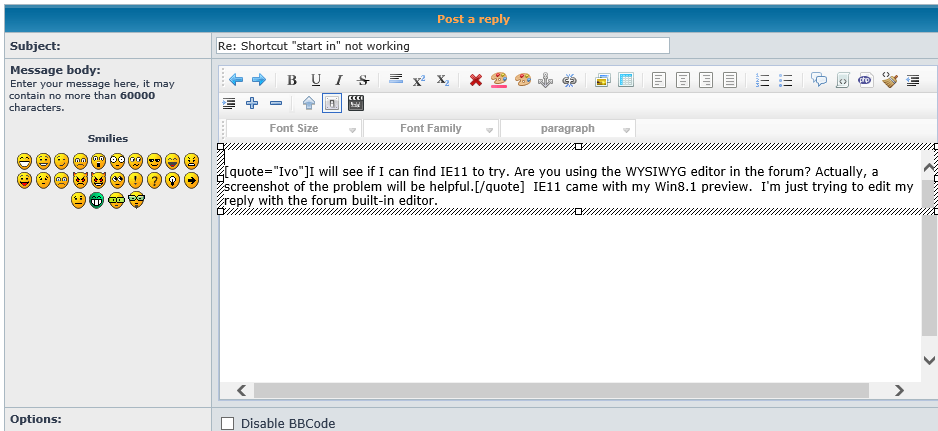 Post a reply
Subject:
Re: Shortcut "start in" not working
Message body:
Enter your message here, it may
contain no more than 60000
characters.
Smilies
B U I S x² x₂
Font Size
Font Family
paragraph
[quote="Ivo"]I will see if I can find IE11 to try. Are you using the WYSIWYG editor in the forum? Actually, a
screenshot of the problem will be helpful.[/quote]  IE11 came with my Win8.1 preview.  I'm just trying to edit my
reply with the forum built-in editor.
Options:
Disable BBCode